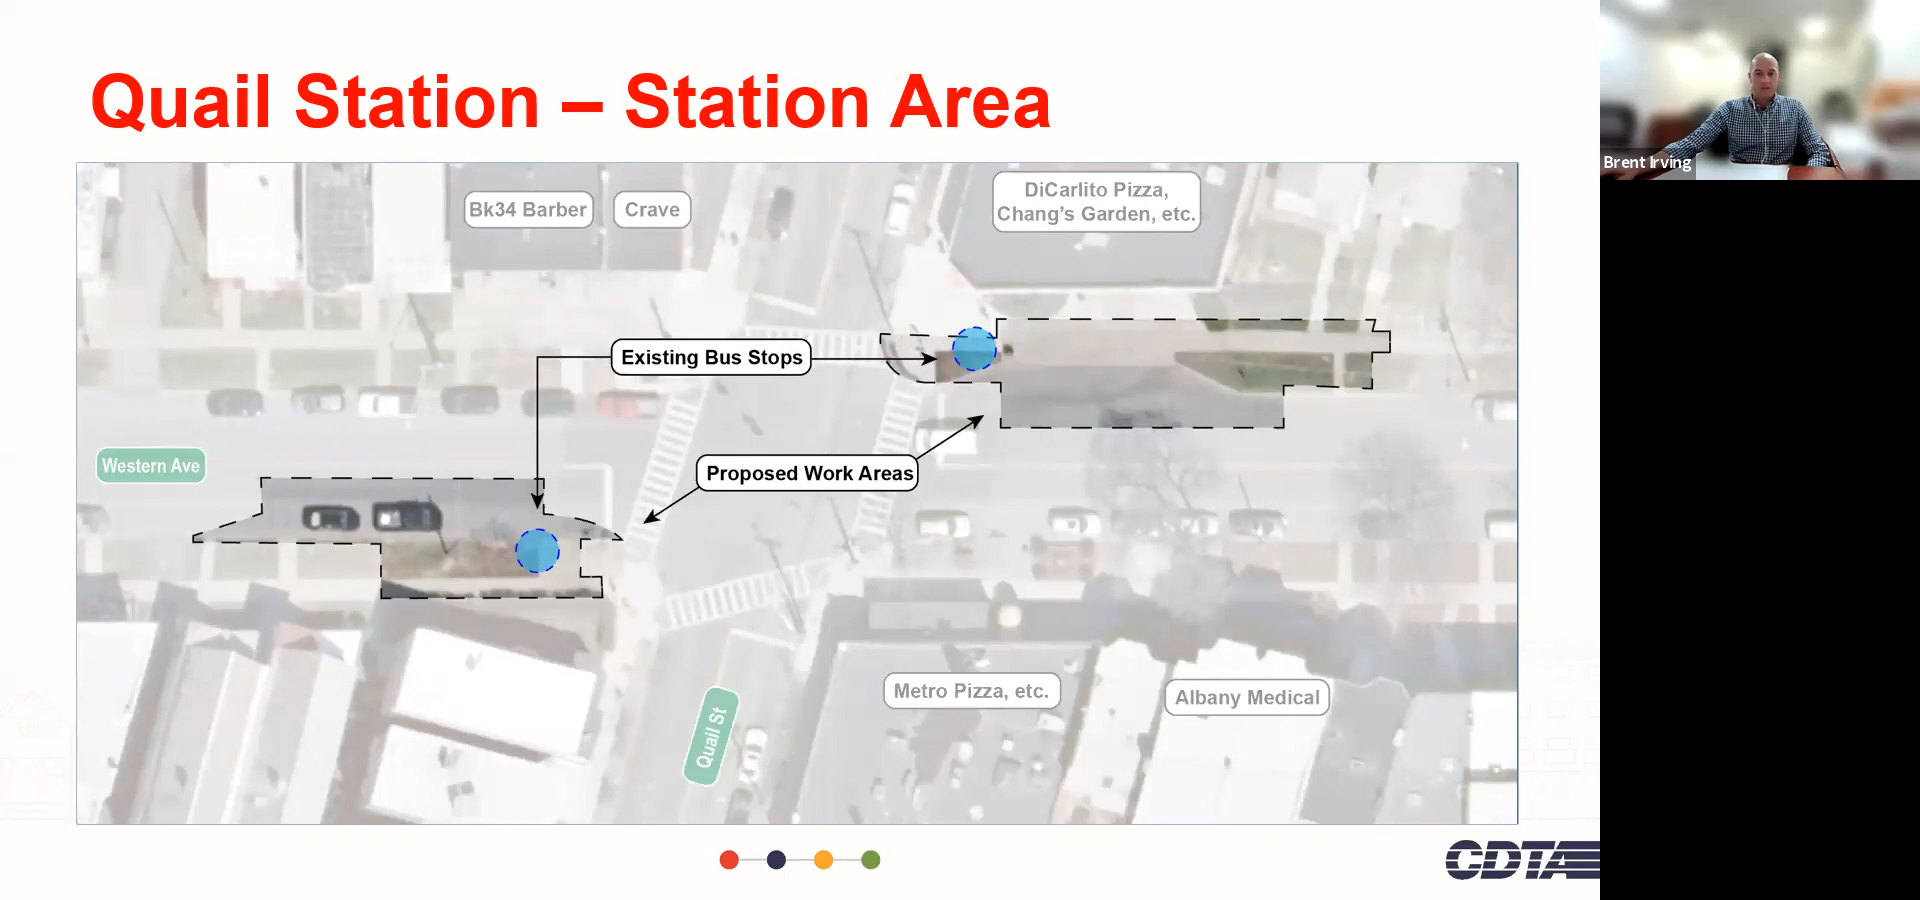 Quail Station – Station Area
Brent Irving
Bk34 Barber
Crave
DiCarlito Pizza,
Chang's Garden, etc.
Existing Bus Stops
Western Ave
Proposed Work Areas
Metro Pizza, etc.
Albany Medical
Quail St
CDTA